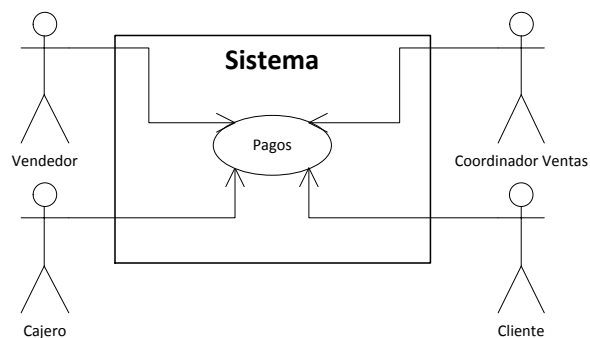 Sistema
Pagos
Vendedor
Coordinador Ventas
Cajero
Cliente